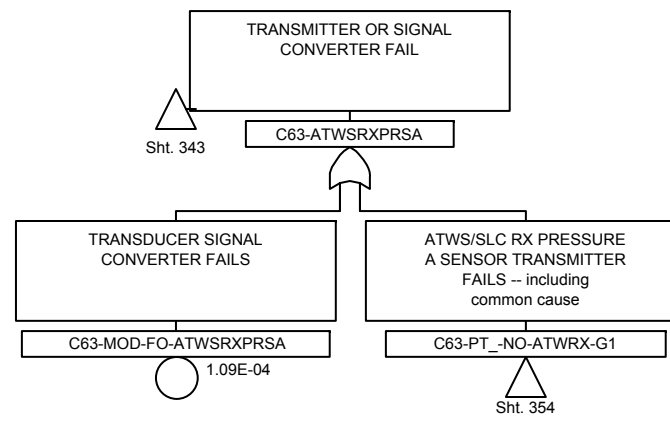 TRANSMITTER OR SIGNAL
CONVERTER FAIL
Sht. 343
C63-ATWSRXPRSA
TRANSDUCER SIGNAL
CONVERTER FAILS
C63-MOD-FO-ATWSRXPRSA
1.09E-04
ATWS/SLC RX PRESSURE
A SENSOR TRANSMITTER
FAILS -- including
common cause
C63-PT_-NO-ATWRX-G1
Sht. 354